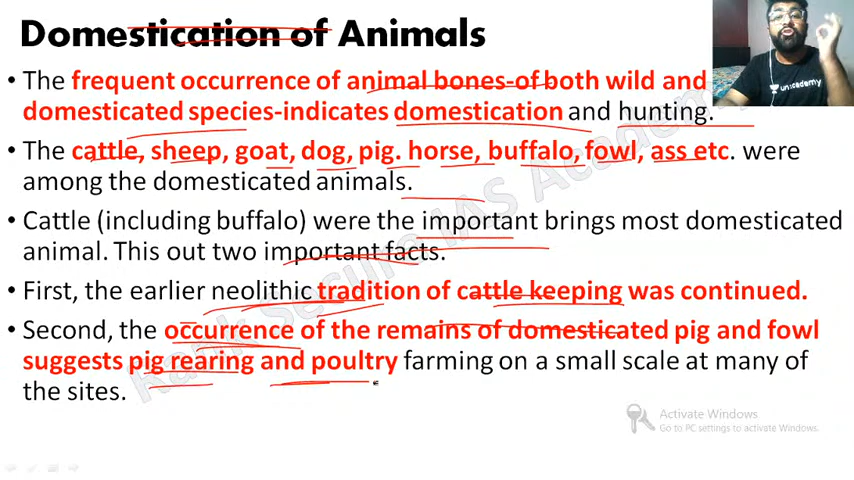 Domestication of Animals
• The frequent occurrence of animal bones-of both wild and
domesticated species-indicates domestication and hunting.
• The cattle, sheep, goat, dog, pig. horse, buffalo, fowl, ass etc. were
among the domesticated animals.
• Cattle (including buffalo) were the important brings most domesticated
animal. This out two important facts.
• First, the earlier neolithic tradition of cattle keeping was continued.
• Second, the occurrence of the remains of domesticated pig and fowl
suggests pig rearing and poultry farming on a small scale at many of
the sites.
Rank Secure IAS Academy
unacademy
Activate Windows
Go to PC settings to activate Windows.